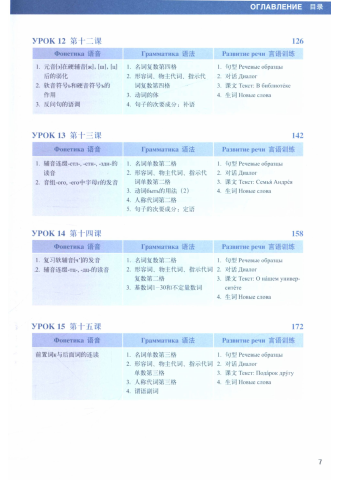 ОГЛАВЛЕНИЕ 目录
УРОК 12 第十二课 126
Фонетика 语音 Грамматика 语法 Развитие речи 言语训练
1. 元音[э]在硬辅音[ж], [ш], [ц]
后的弱化
2. 软音符号ь和硬音符号ъ的
作用
3. 反问句的语调
1. 名词复数第四格
2. 形容词、物主代词、指示代
词复数第四格
3. 动词的体
4. 句子的次要成分：补语
1. 句型 Речевые образцы
2. 对话 Диалог
3. 课文 Текст: В библиотéке
4. 生词 Новые слова
УРОК 13 第十三课 142
Фонетика 语音 Грамматика 语法 Развитие речи 言语训练
1. 辅音连缀-стн-, -здн-的
读音
2. 音组-ого, -его中字母г的发音
1. 名词单数第二格
2. 形容词、物主代词、指示代
词单数第二格
3. 动词быть的用法（2）
4. 人称代词第二格
5. 句子的次要成分：定语
1. 句型 Речевые образцы
2. 对话 Диалог
3. 课文 Текст: Семья́ Андрéя
4. 生词 Новые слова
УРОК 14 第十四课 158
Фонетика 语音 Грамматика 语法 Развитие речи 言语训练
1. 复习软辅音[ч’]的发音
2. 辅音连缀
的读音
1. 名词复数第二格
2. 形容词、物主代词、指示代词
复数第二格
3. 基数词1－30和不定量数词
1. 句型 Речевые образцы
2. 对话 Диалог
3. 课文 Текст: О нáшем универ-
ситéте
4. 生词 Новые слова
УРОК 15 第十五课 172
Фонетика 语音 Грамматика 语法 Развитие речи 言语训练
前置词к与后面词的连读
1. 名词单数第三格
2. 形容词、物主代词、指示代词
单数第三格
3. 人称代词第三格
4. 谓语副词
1. 句型 Речевые образцы
2. 对话 Диалог
3. 课文 Текст: Подáрок дрýгу
4. 生词 Новые слова
7